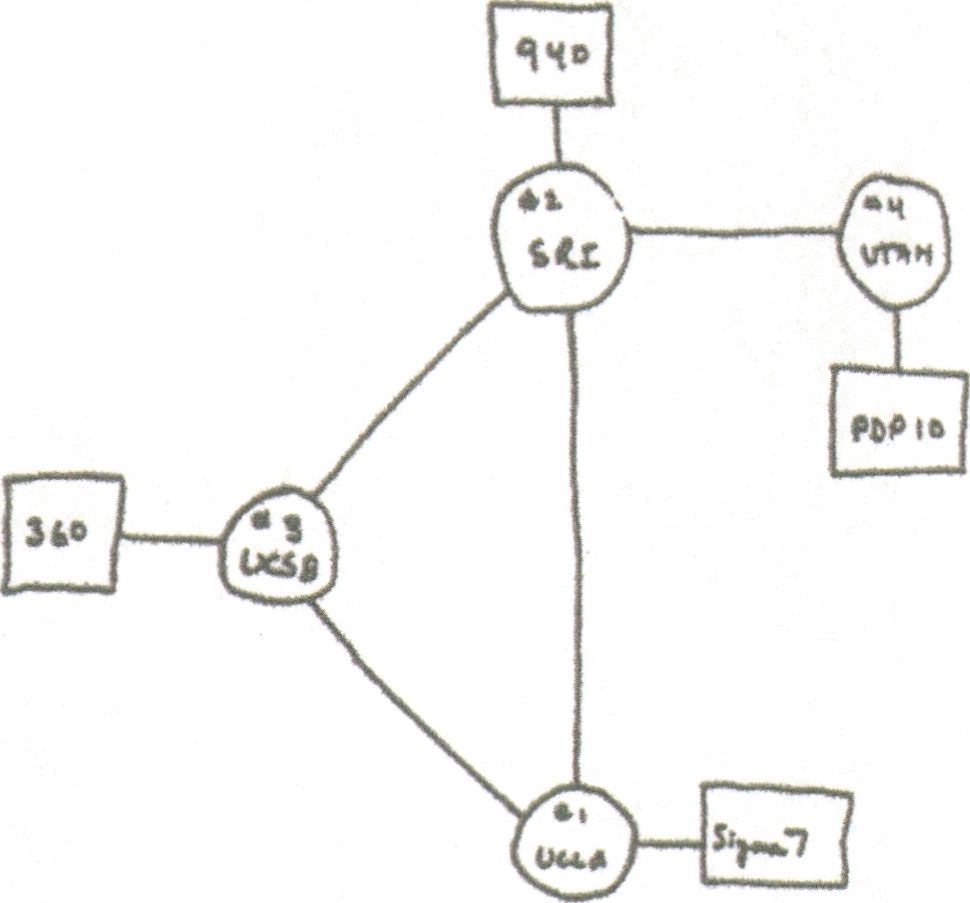 940
#2
SRI
#4
UTAH
PDP 10
360
#3
UCSB
#1
UCLA
Sigma 7